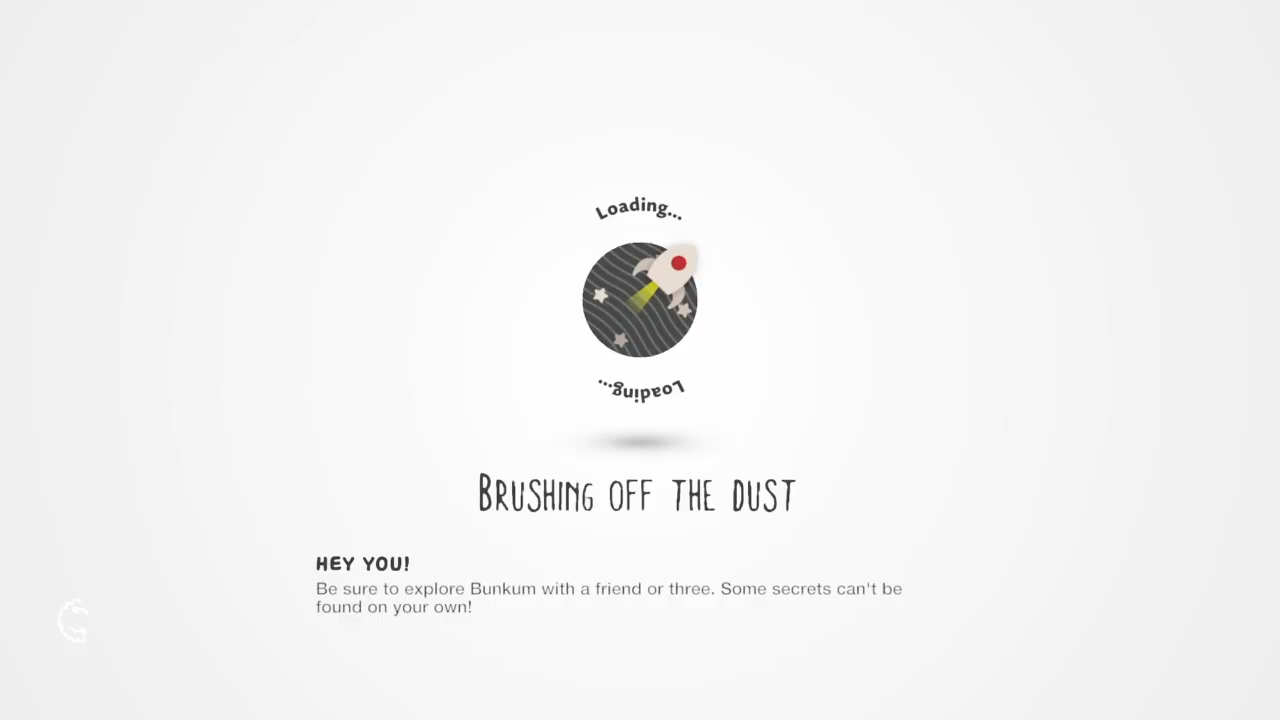 Loading...
Loading...
Brushing off the dust
HEY YOU!
Be sure to explore Bunkum with a friend or three. Some secrets can't be
found on your own!